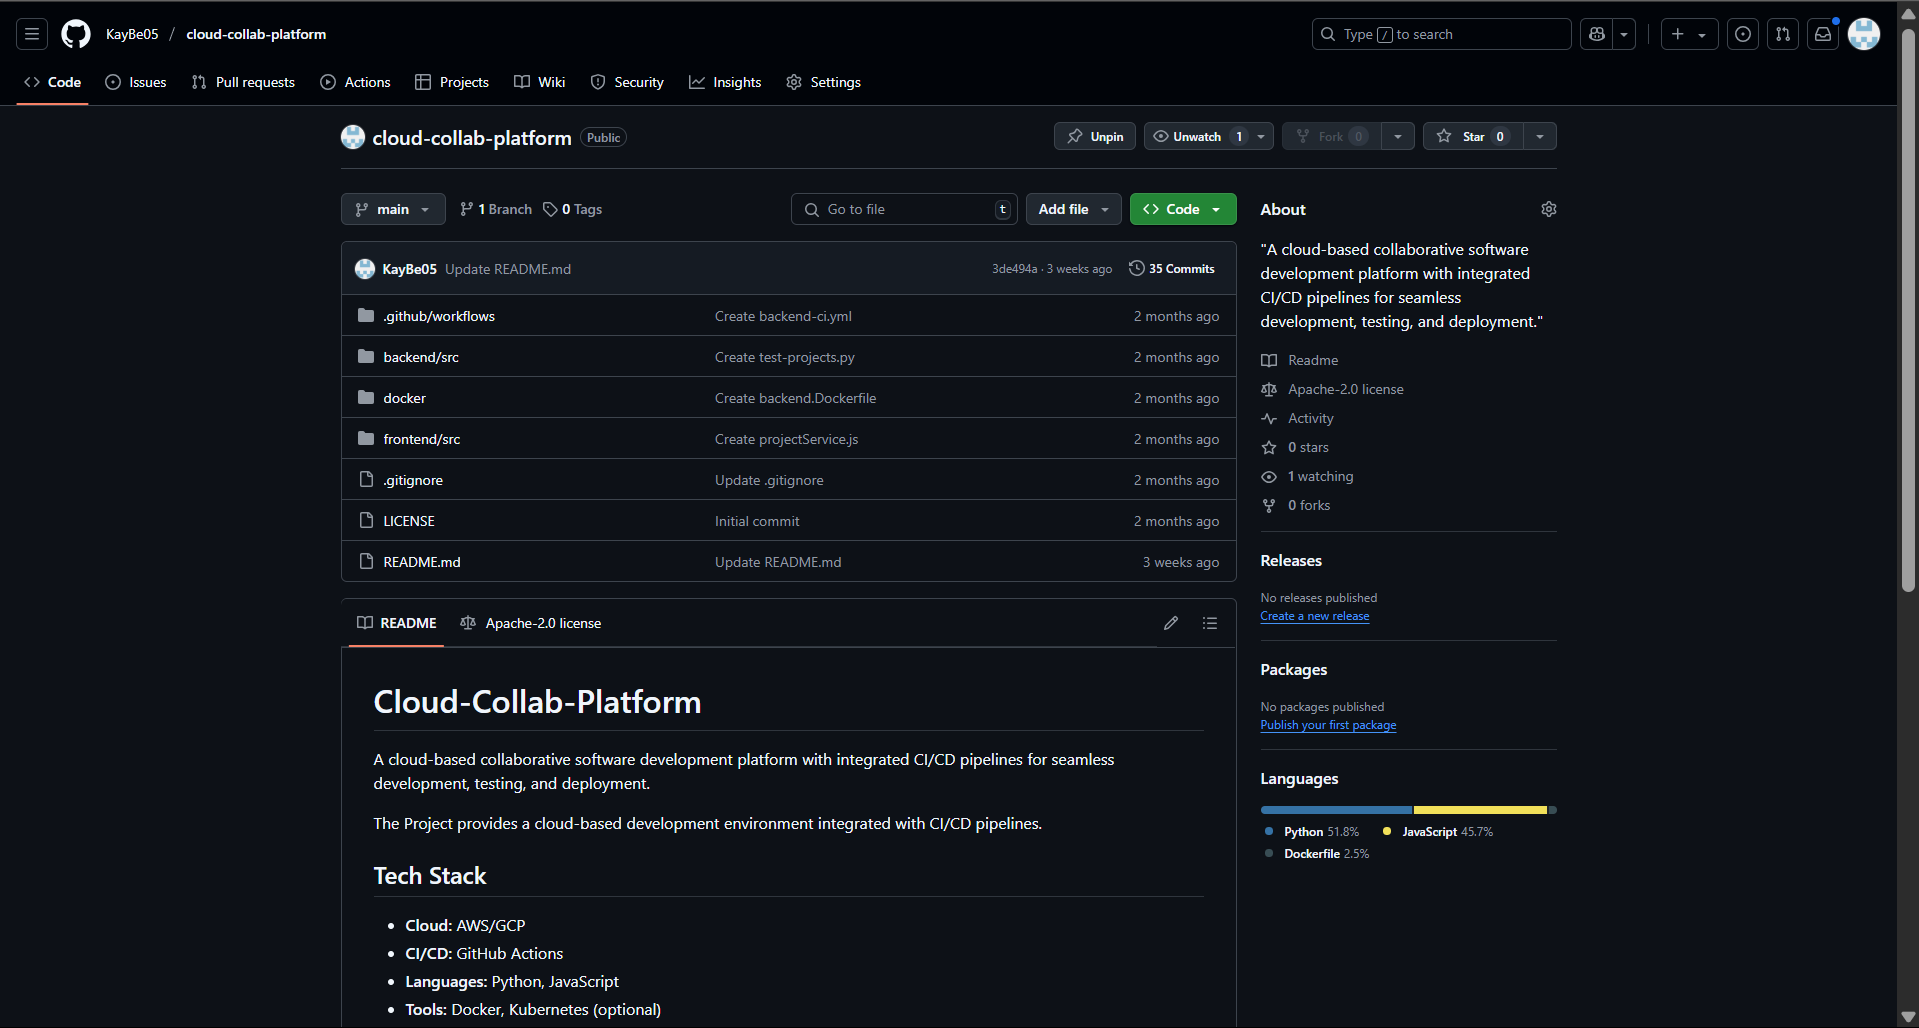 KayBe05 / cloud-collab-platform
Type / to search
Code Issues Pull requests Actions Projects Wiki Security Insights Settings
cloud-collab-platform Public
Unpin Unwatch 1 Fork 0 Star 0
main 1 Branch 0 Tags
Go to file t Add file Code
KayBe05 Update README.md 3de494a · 3 weeks ago 35 Commits
.github/workflows Create backend-ci.yml 2 months ago
backend/src Create test-projects.py 2 months ago
docker Create backend.Dockerfile 2 months ago
frontend/src Create projectService.js 2 months ago
.gitignore Update .gitignore 2 months ago
LICENSE Initial commit 2 months ago
README.md Update README.md 3 weeks ago
README Apache-2.0 license
Cloud-Collab-Platform
A cloud-based collaborative software development platform with integrated CI/CD pipelines for seamless
development, testing, and deployment.
The Project provides a cloud-based development environment integrated with CI/CD pipelines.
Tech Stack
Cloud: AWS/GCP
CI/CD: GitHub Actions
Languages: Python, JavaScript
Tools: Docker, Kubernetes (optional)
About
"A cloud-based collaborative software
development platform with integrated
CI/CD pipelines for seamless
development, testing, and deployment."
Readme
Apache-2.0 license
Activity
0 stars
1 watching
0 forks
Releases
No releases published
Create a new release
Packages
No packages published
Publish your first package
Languages
Python 51.8% JavaScript 45.7%
Dockerfile 2.5%